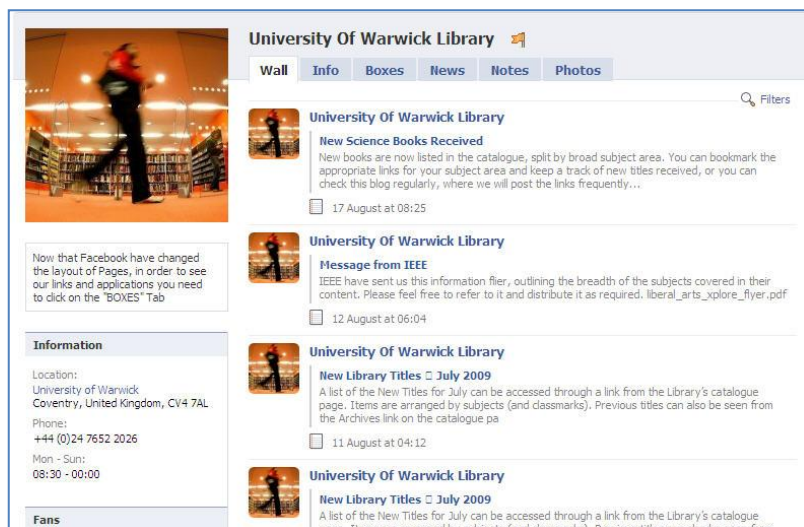 University Of Warwick Library
Wall Info Boxes News Notes Photos
Filters
University Of Warwick Library
New Science Books Received
New books are now listed in the catalogue, split by broad subject area. You can bookmark the
appropriate links for your subject area and keep a track of new titles received, or you can
check this blog regularly, where we will post the links frequently...
17 August at 08:25
University Of Warwick Library
Message from IEEE
IEEE have sent us this information flier, outlining the breadth of the subjects covered in their
content. Please feel free to refer to it and distribute it as required. liberal_arts_xplore_flyer.pdf
12 August at 06:04
University Of Warwick Library
New Library Titles ▯ July 2009
A list of the New Titles for July can be accessed through a link from the Library's catalogue
page. Items are arranged by subjects (and classmarks). Previous titles can also be seen from
the Archives link on the catalogue pa
11 August at 04:12
University Of Warwick Library
New Library Titles ▯ July 2009
A list of the New Titles for July can be accessed through a link from the Library's catalogue
Now that Facebook have changed
the layout of Pages, in order to see
our links and applications you need
to click on the "BOXES" Tab
Information
Location:
University of Warwick
Coventry, United Kingdom, CV4 7AL
Phone:
+44 (0)24 7652 2026
Mon - Sun:
08:30 - 00:00
Fans